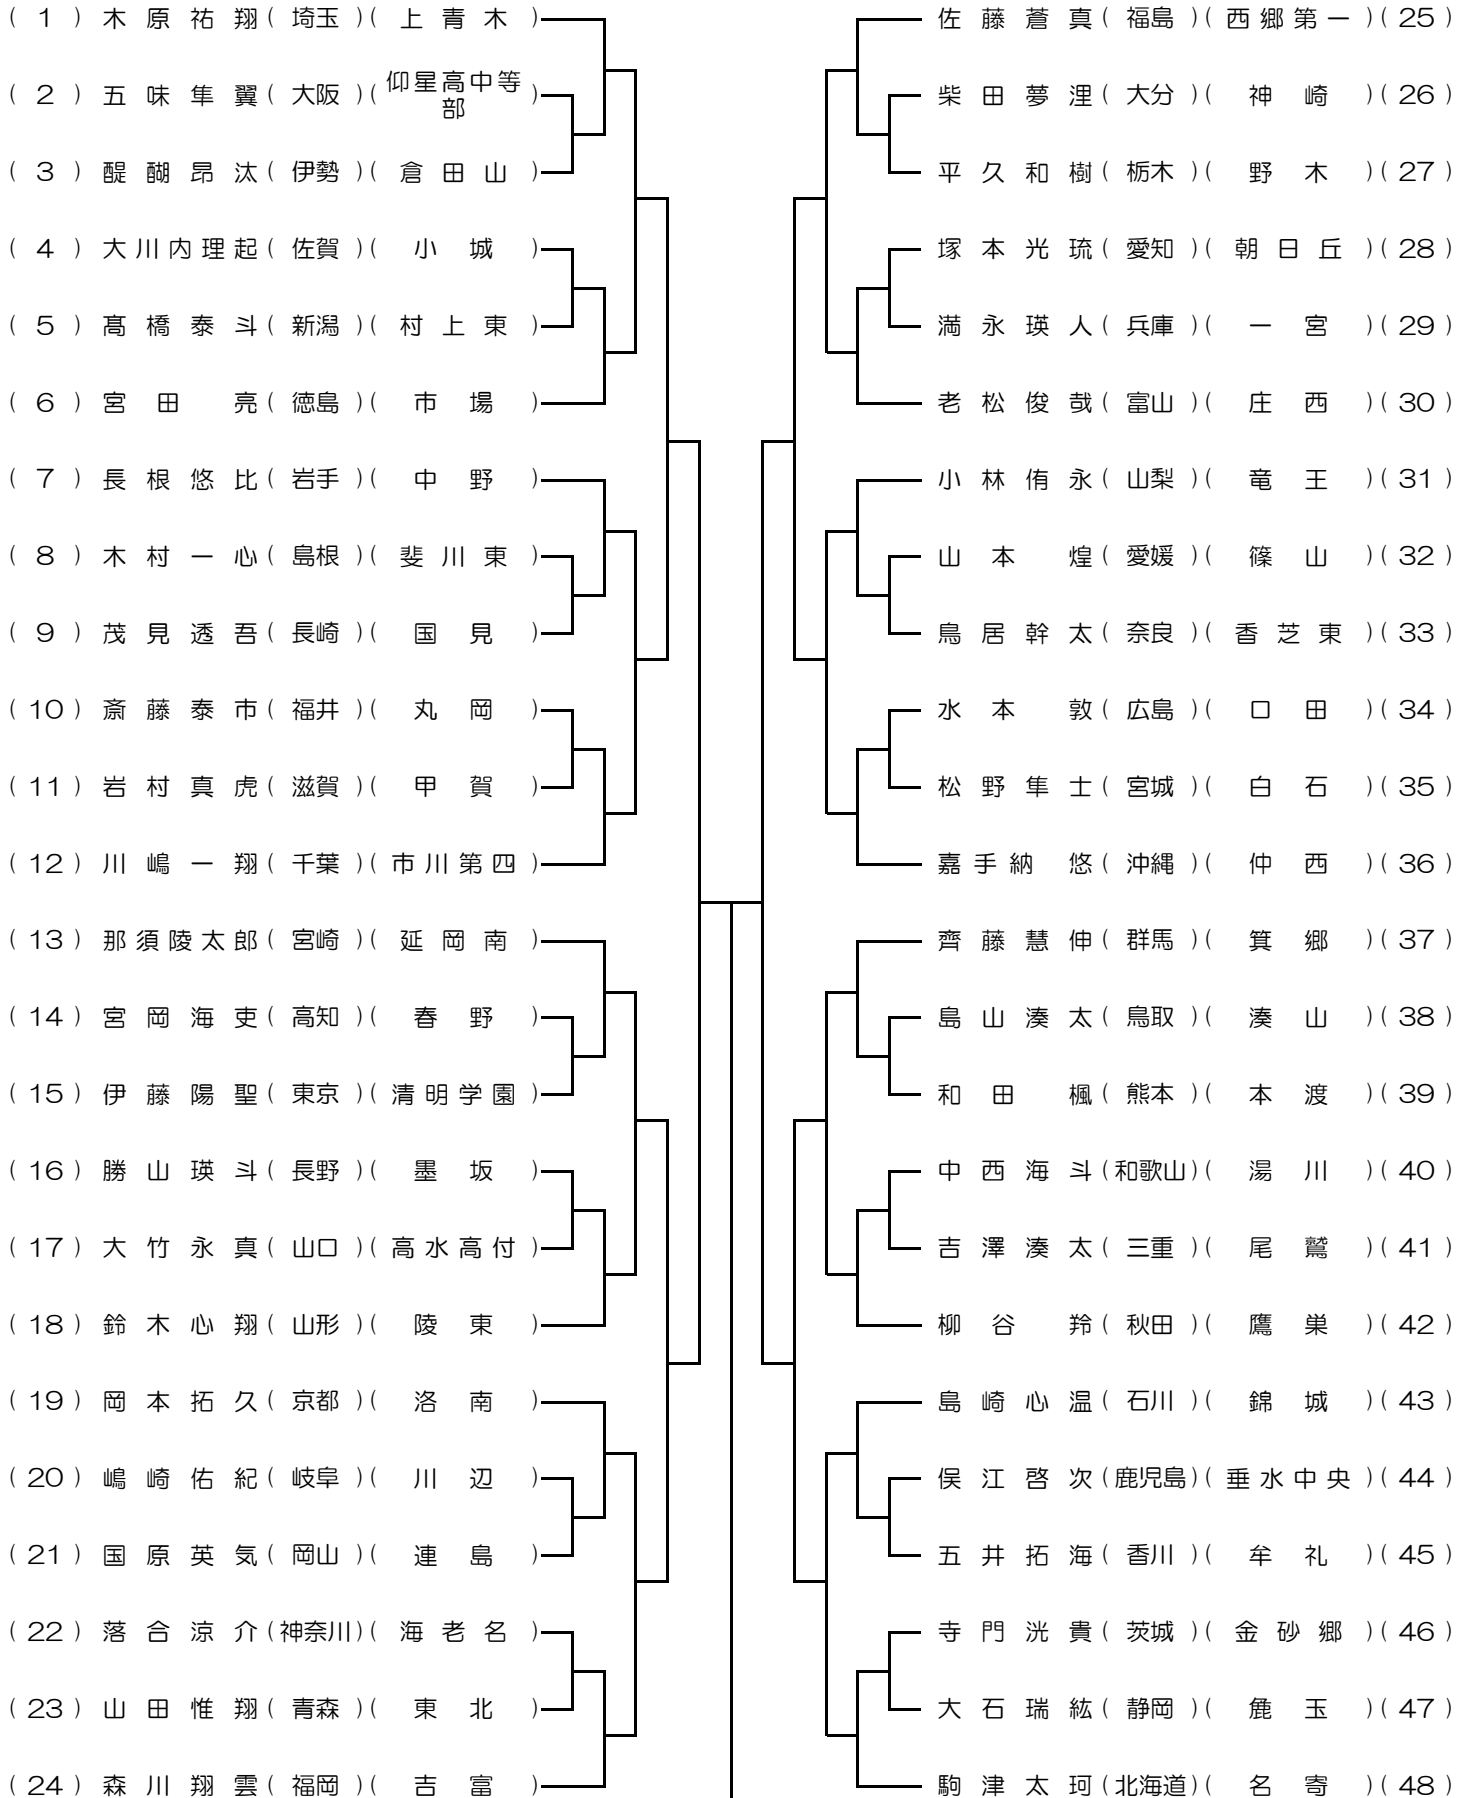 ( 1 ) 木原祐翔 ( 埼玉 ) ( 上青木 )
( 2 ) 五味隼翼 ( 大阪 ) ( 仰星高中等部 )
( 3 ) 醍醐昂汰 ( 伊勢 ) ( 倉田山 )
( 4 ) 大川内理起 ( 佐賀 ) ( 小城 )
( 5 ) 髙橋泰斗 ( 新潟 ) ( 村上東 )
( 6 ) 宮田亮 ( 徳島 ) ( 市場 )
( 7 ) 長根悠比 ( 岩手 ) ( 中野 )
( 8 ) 木村一心 ( 島根 ) ( 斐川東 )
( 9 ) 茂見透吾 ( 長崎 ) ( 国見 )
( 10 ) 斎藤泰市 ( 福井 ) ( 丸岡 )
( 11 ) 岩村真虎 ( 滋賀 ) ( 甲賀 )
( 12 ) 川嶋一翔 ( 千葉 ) ( 市川第四 )
( 13 ) 那須陵太郎 ( 宮崎 ) ( 延岡南 )
( 14 ) 宮岡海吏 ( 高知 ) ( 春野 )
( 15 ) 伊藤陽聖 ( 東京 ) ( 清明学園 )
( 16 ) 勝山瑛斗 ( 長野 ) ( 墨坂 )
( 17 ) 大竹永真 ( 山口 ) ( 高水高付 )
( 18 ) 鈴木心翔 ( 山形 ) ( 陵東 )
( 19 ) 岡本拓久 ( 京都 ) ( 洛南 )
( 20 ) 嶋崎佑紀 ( 岐阜 ) ( 川辺 )
( 21 ) 国原英気 ( 岡山 ) ( 連島 )
( 22 ) 落合涼介 ( 神奈川 ) ( 海老名 )
( 23 ) 山田惟翔 ( 青森 ) ( 東北 )
( 24 ) 森川翔雲 ( 福岡 ) ( 吉富 )
佐藤蒼真 ( 福島 ) ( 西郷第一 ) ( 25 )
柴田夢浬 ( 大分 ) ( 神崎 ) ( 26 )
平久和樹 ( 栃木 ) ( 野木 ) ( 27 )
塚本光琉 ( 愛知 ) ( 朝日丘 ) ( 28 )
満永瑛人 ( 兵庫 ) ( 一宮 ) ( 29 )
老松俊哉 ( 富山 ) ( 庄西 ) ( 30 )
小林侑永 ( 山梨 ) ( 竜王 ) ( 31 )
山本煌 ( 愛媛 ) ( 篠山 ) ( 32 )
鳥居幹太 ( 奈良 ) ( 香芝東 ) ( 33 )
水本敦 ( 広島 ) ( 口田 ) ( 34 )
松野隼士 ( 宮城 ) ( 白石 ) ( 35 )
嘉手納悠 ( 沖縄 ) ( 仲西 ) ( 36 )
齊藤慧伸 ( 群馬 ) ( 箕郷 ) ( 37 )
島山湊太 ( 鳥取 ) ( 湊山 ) ( 38 )
和田楓 ( 熊本 ) ( 本渡 ) ( 39 )
中西海斗 ( 和歌山 ) ( 湯川 ) ( 40 )
吉澤湊太 ( 三重 ) ( 尾鷲 ) ( 41 )
柳谷羚 ( 秋田 ) ( 鷹巣 ) ( 42 )
島崎心温 ( 石川 ) ( 錦城 ) ( 43 )
俣江啓次 ( 鹿児島 ) ( 垂水中央 ) ( 44 )
五井拓海 ( 香川 ) ( 牟礼 ) ( 45 )
寺門洸貴 ( 茨城 ) ( 金砂郷 ) ( 46 )
大石瑞紘 ( 静岡 ) ( 麁玉 ) ( 47 )
駒津太珂 ( 北海道 ) ( 名寄 ) ( 48 )